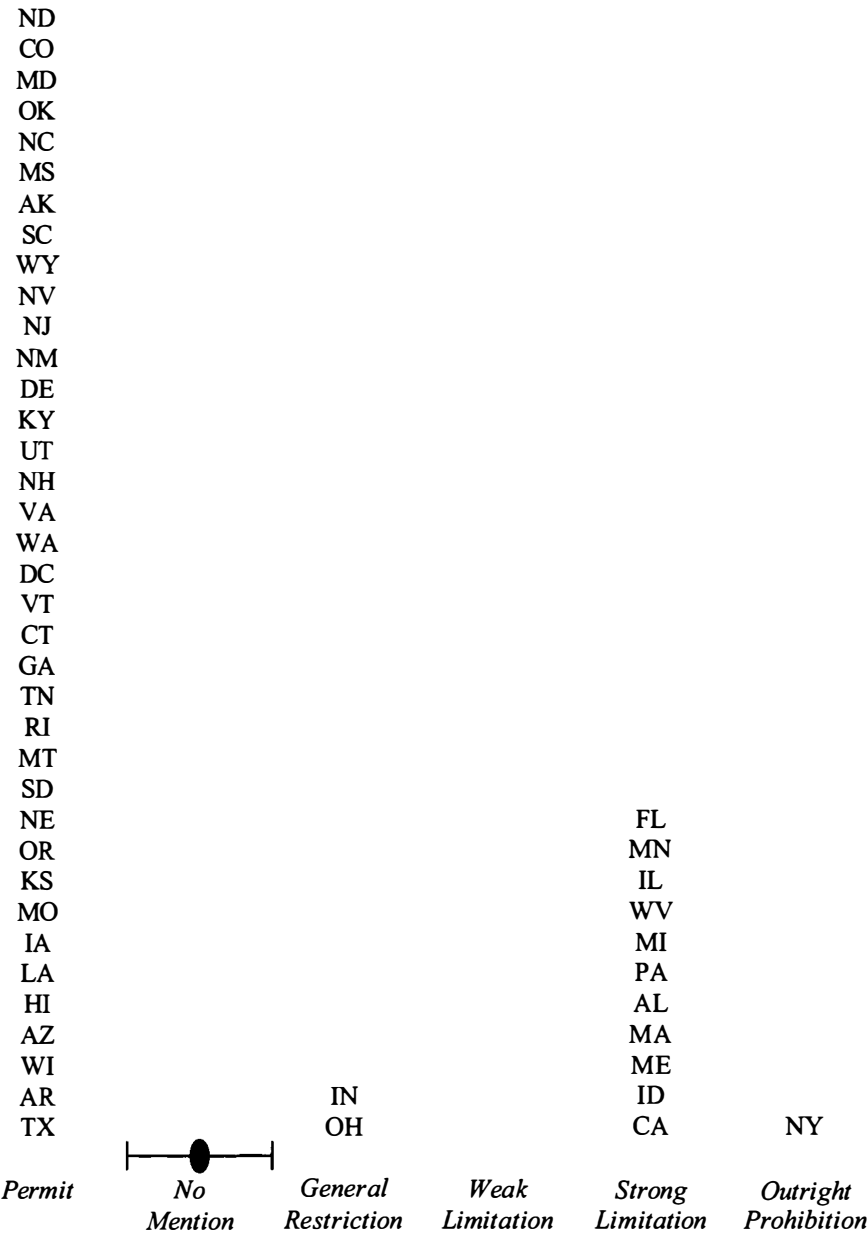 ND
CO
MD
OK
NC
MS
AK
SC
WY
NV
NJ
NM
DE
KY
UT
NH
VA
WA
DC
VT
CT
GA
TN
RI
MT
SD
NE FL
OR MN
KS IL
MO WV
IA MI
LA PA
HI AL
AZ MA
WI ME
AR IN ID
TX OH CA NY
Permit No General Weak Strong Outright
Mention Restriction Limitation Limitation Prohibition